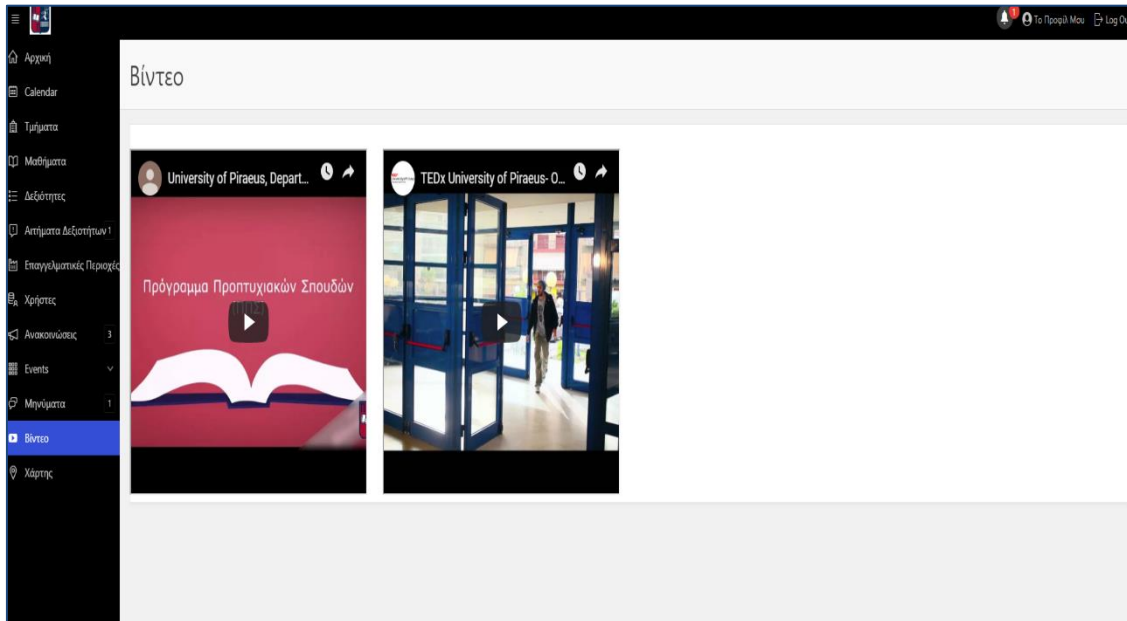 1
Το Προφίλ Μου
Log Ou
Αρχική
Calendar
Τμήματα
Μαθήματα
Δεξιότητες
Αιτήματα Δεξιοτήτων 1
Επαγγελματικές Περιοχές
Χρήστες
Ανακοινώσεις 3
Events
Μηνύματα 1
Βίντεο
Χάρτης
Βίντεο
University of Piraeus, Depart...
Πρόγραμμα Προπτυχιακών Σπουδών
TEDx University of Piraeus- O...